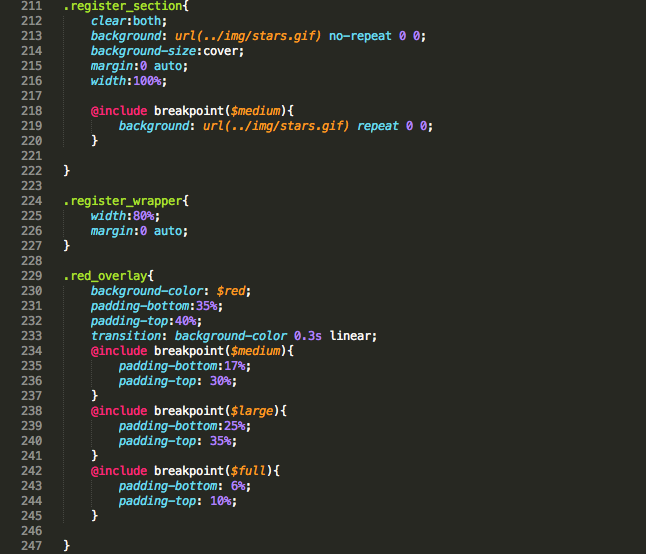 211 .register_section{
212     clear:both;
213     background: url(../img/stars.gif) no-repeat 0 0;
214     background-size:cover;
215     margin:0 auto;
216     width:100%;
217
218     @include breakpoint($medium){
219         background: url(../img/stars.gif) repeat 0 0;
220     }
221
222 }
223
224 .register_wrapper{
225     width:80%;
226     margin:0 auto;
227 }
228
229 .red_overlay{
230     background-color: $red;
231     padding-bottom:35%;
232     padding-top:40%;
233     transition: background-color 0.3s linear;
234     @include breakpoint($medium){
235         padding-bottom:17%;
236         padding-top: 30%;
237     }
238     @include breakpoint($large){
239         padding-bottom:25%;
240         padding-top: 35%;
241     }
242     @include breakpoint($full){
243         padding-bottom: 6%;
244         padding-top: 10%;
245     }
246
247 }